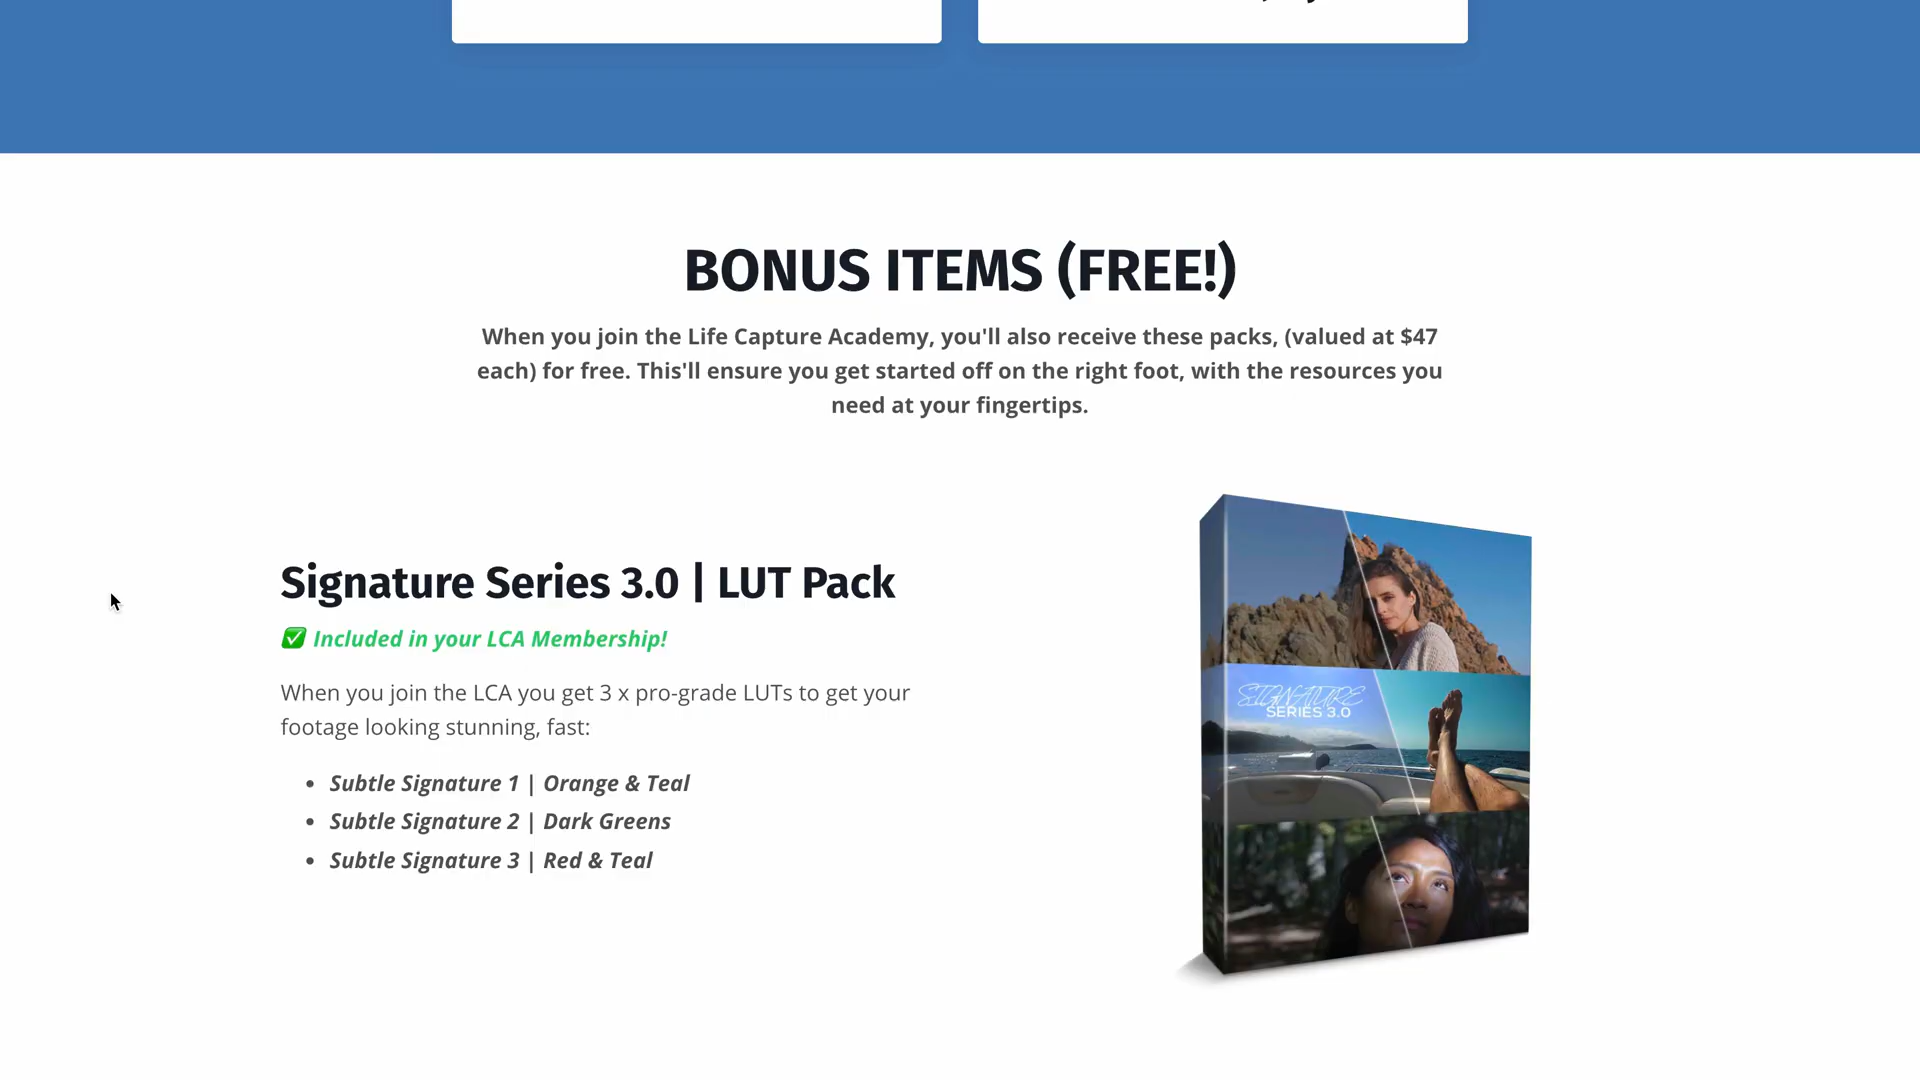 BONUS ITEMS (FREE!)
When you join the Life Capture Academy, you'll also receive these packs, (valued at $47
each) for free. This'll ensure you get started off on the right foot, with the resources you
need at your fingertips.
Signature Series 3.0 | LUT Pack
✅ Included in your LCA Membership!
When you join the LCA you get 3 x pro-grade LUTs to get your
footage looking stunning, fast:
• Subtle Signature 1 | Orange & Teal
• Subtle Signature 2 | Dark Greens
• Subtle Signature 3 | Red & Teal
SIGNATURE
SERIES 3.0